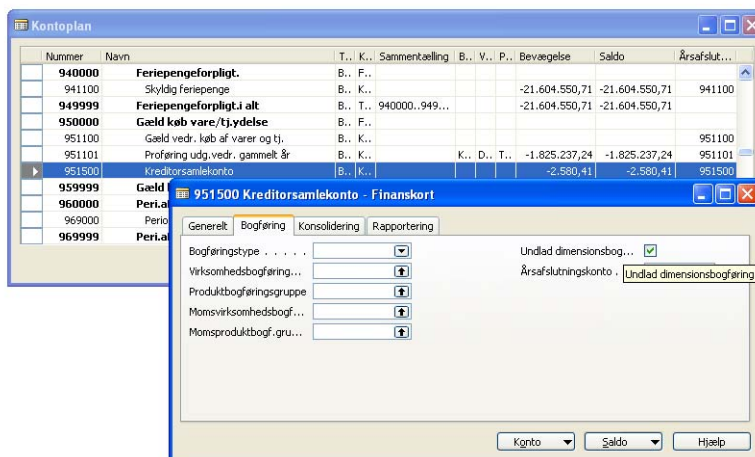 Kontoplan
Nummer Navn T.. K.. Sammentælling B.. V.. P.. Bevægelse Saldo Årsafslut...
940000 Feriepengeforpligt. B.. F..
941100 Skyldig feriepenge B.. K.. -21.604.550,71 -21.604.550,71 941100
949999 Feriepengeforpligt.i alt B.. T.. 940000..949... -21.604.550,71 -21.604.550,71
950000 Gæld køb vare/tj.ydelse B.. F..
951100 Gæld vedr. køb af varer og tj. B.. K.. 951100
951101 Proføring udg.vedr. gammelt år B.. K.. K.. D.. T.. -1.825.237,24 -1.825.237,24 951101
951500 Kreditorsamlekonto B.. K.. -2.580,41 -2.580,41 951500
959999 Gæld
960000 Peri.a
969000 Perio
969999 Peri.a
951500 Kreditorsamlekonto - Finanskort
Generelt Bogføring Konsolidering Rapportering
Bogføringstype . . . . . Undlad dimensionsbog...
Virksomhedsbogføring... Årsafslutningskonto . Undlad dimensionsbogføring
Produktbogføringsgruppe
Momsvirksomhedsbogf...
Momsproduktbogf.gru...
Konto Saldo Hjælp